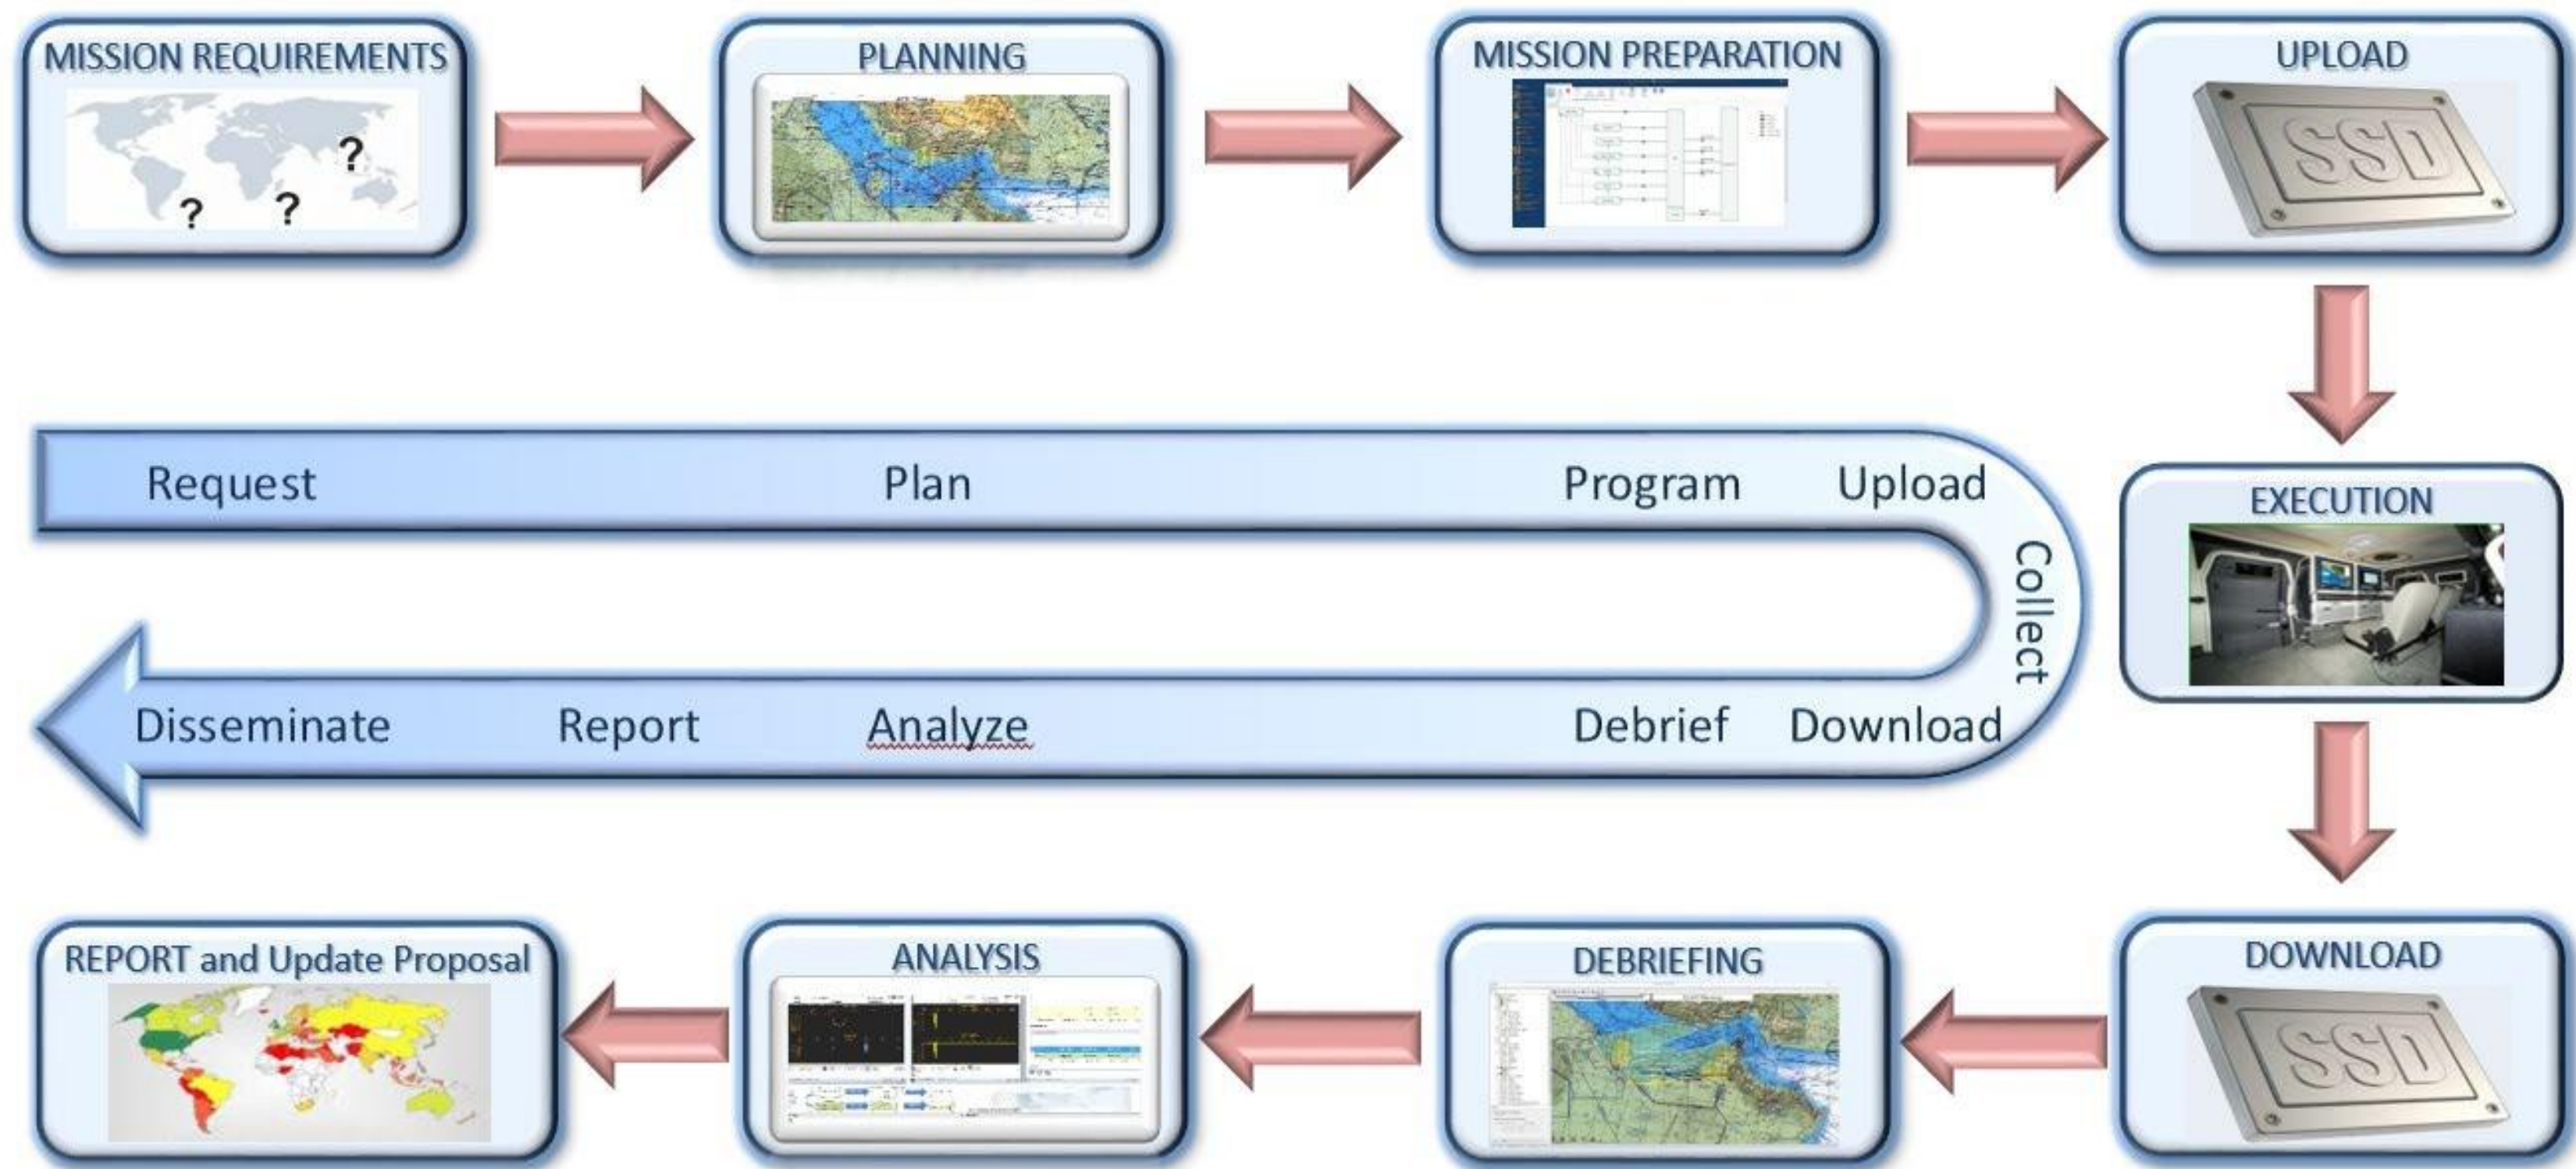 MISSION REQUIREMENTS
PLANNING
MISSION PREPARATION
UPLOAD
?
?
?
SSD
Request
Plan
Program
Upload
EXECUTION
Collect
Disseminate
Report
Analyze
Debrief
Download
REPORT and Update Proposal
ANALYSIS
DEBRIEFING
DOWNLOAD
SSD